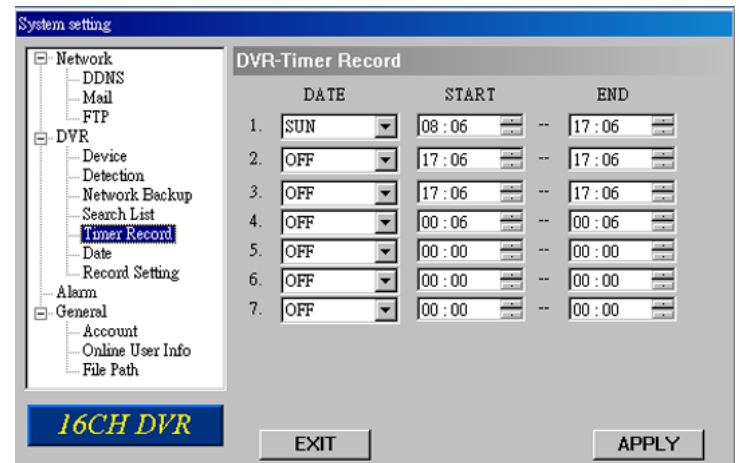 System setting
Network
DDNS
Mail
FTP
DVR
Device
Detection
Network Backup
Search List
Timer Record
Date
Record Setting
Alarm
General
Account
Online User Info
File Path
16CH DVR
DVR-Timer Record
DATE START END
1. SUN 08 : 06 -- 17 : 06
2. OFF 17 : 06 -- 17 : 06
3. OFF 17 : 06 -- 17 : 06
4. OFF 00 : 06 -- 00 : 06
5. OFF 00 : 00 -- 00 : 00
6. OFF 00 : 00 -- 00 : 00
7. OFF 00 : 00 -- 00 : 00
EXIT APPLY